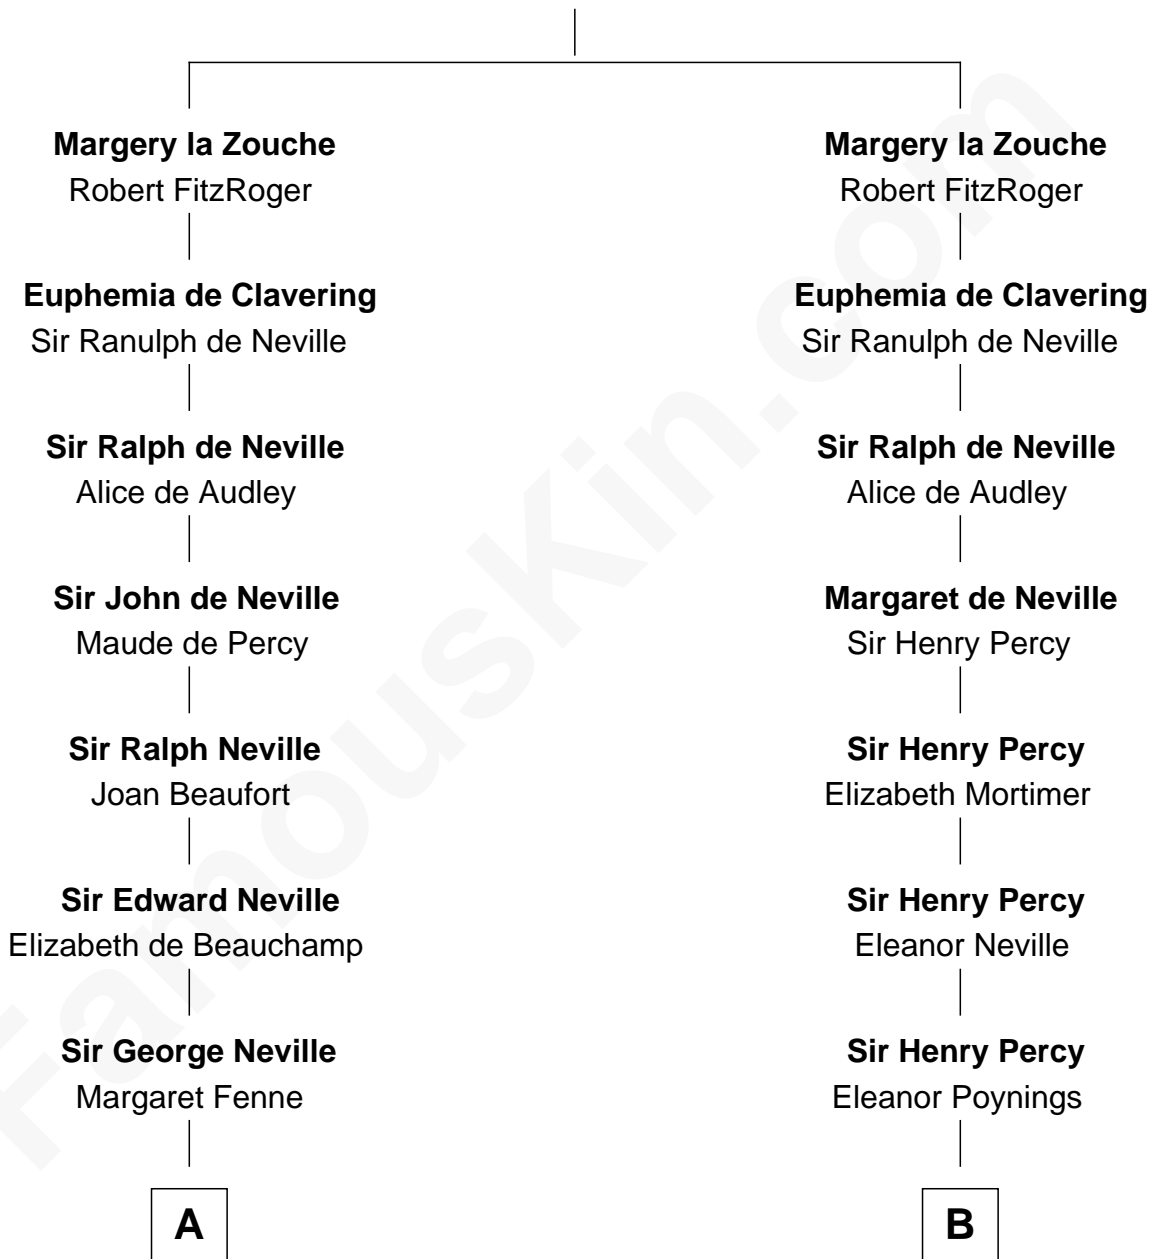 Margery la Zouche
Robert FitzRoger
Margery la Zouche
Robert FitzRoger
Euphemia de Clavering
Sir Ranulph de Neville
Euphemia de Clavering
Sir Ranulph de Neville
Sir Ralph de Neville
Alice de Audley
Sir Ralph de Neville
Alice de Audley
Sir John de Neville
Maude de Percy
Margaret de Neville
Sir Henry Percy
Sir Ralph Neville
Joan Beaufort
Sir Henry Percy
Elizabeth Mortimer
Sir Edward Neville
Elizabeth de Beauchamp
Sir Henry Percy
Eleanor Neville
Sir George Neville
Margaret Fenne
Sir Henry Percy
Eleanor Poynings
A
B
FamousKin.com